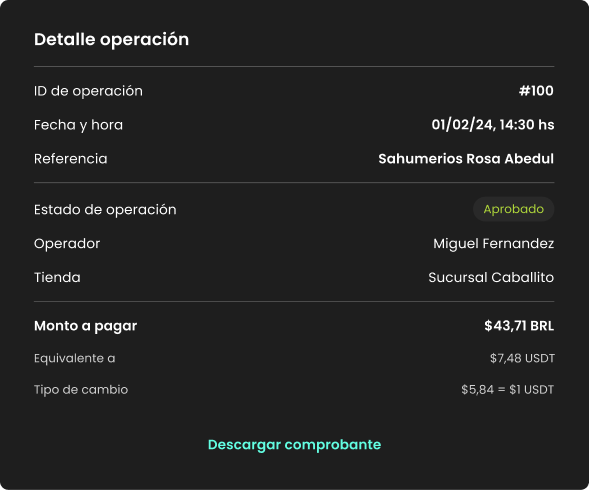 Detalle operación
ID de operación #100
Fecha y hora 01/02/24, 14:30 hs
Referencia Sahumerios Rosa Abedul
Estado de operación Aprobado
Operador Miguel Fernandez
Tienda Sucursal Caballito
Monto a pagar $43,71 BRL
Equivalente a $7,48 USDT
Tipo de cambio $5,84 = $1 USDT
Descargar comprobante